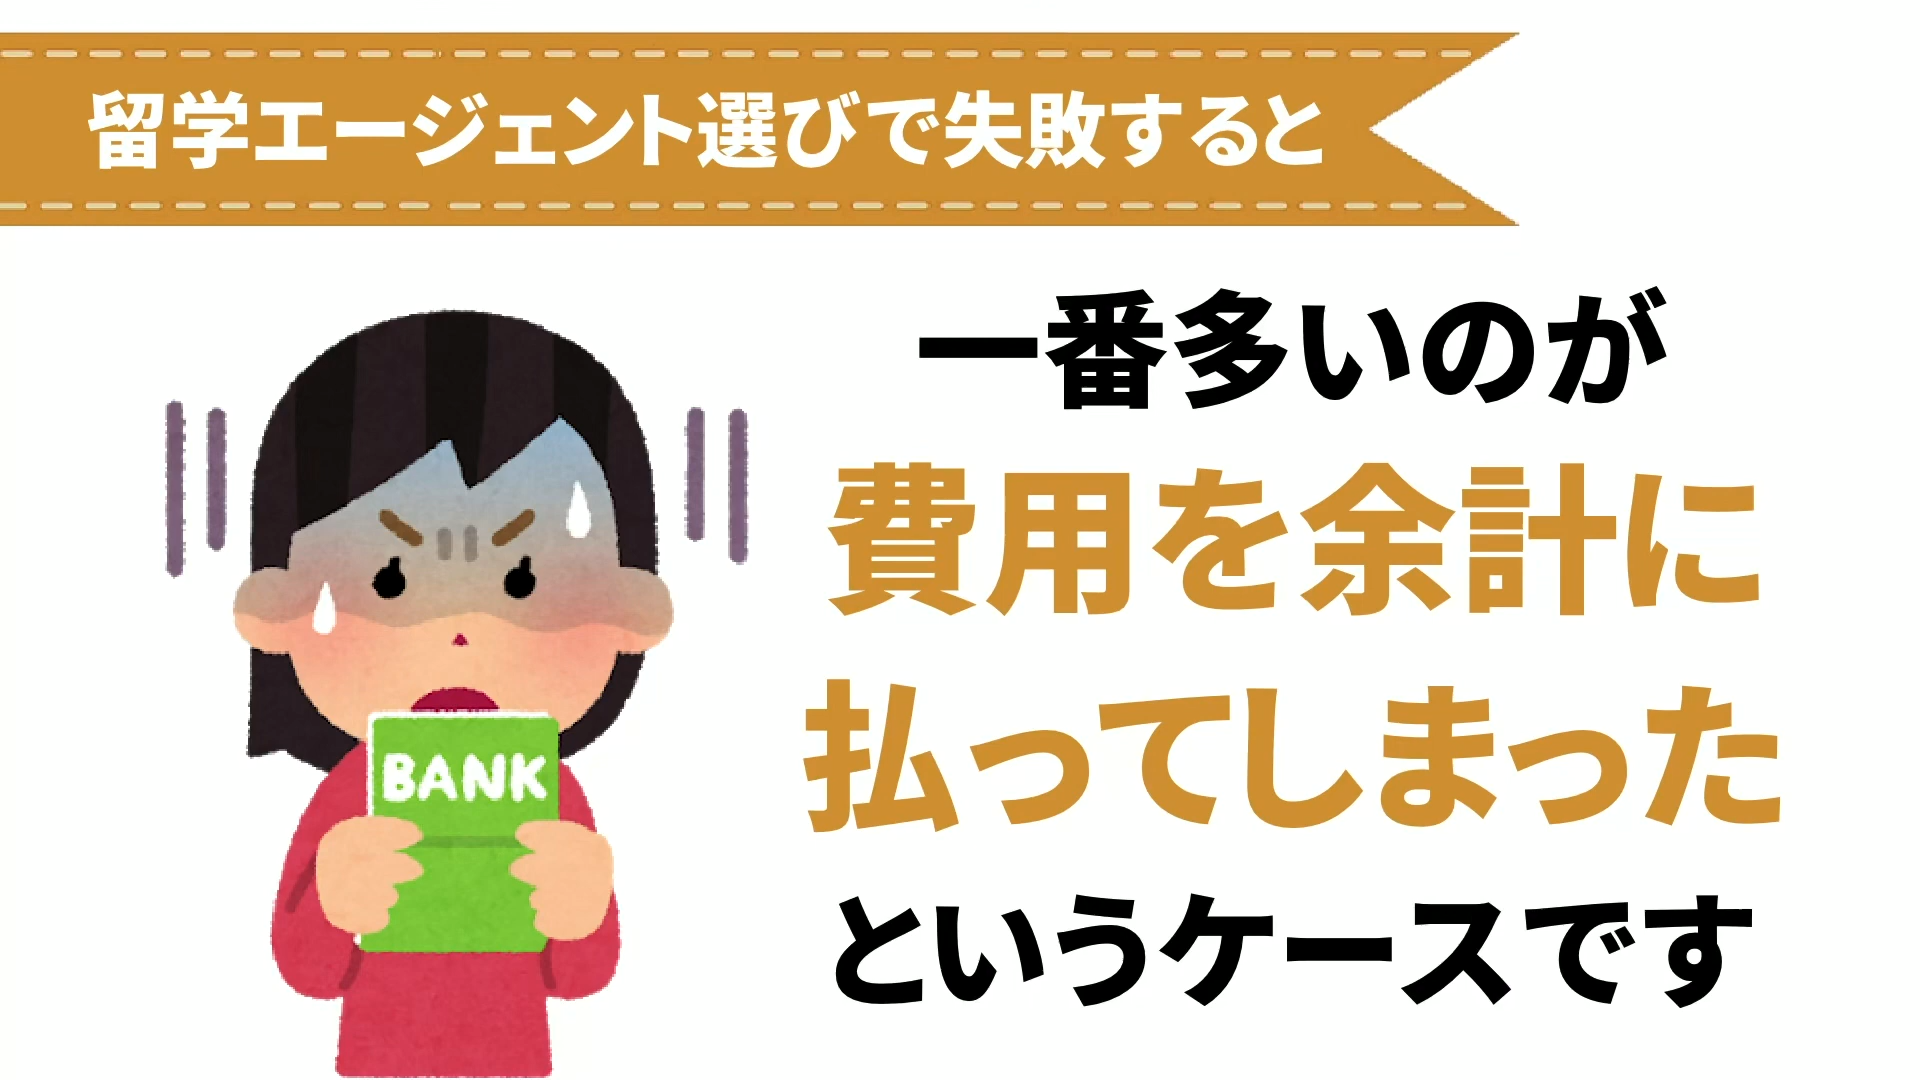 留学エージェント選びで失敗すると
一番多いのが
費用を余計に
払ってしまった
というケースです
BANK